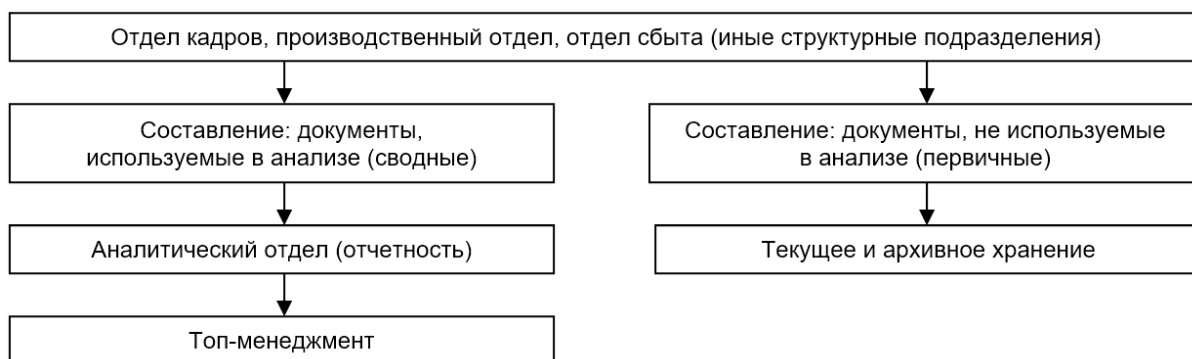 Отдел кадров, производственный отдел, отдел сбыта (иные структурные подразделения)
Составление: документы,
используемые в анализе (сводные)
Составление: документы, не используемые
в анализе (первичные)
Аналитический отдел (отчетность)
Текущее и архивное хранение
Топ-менеджмент